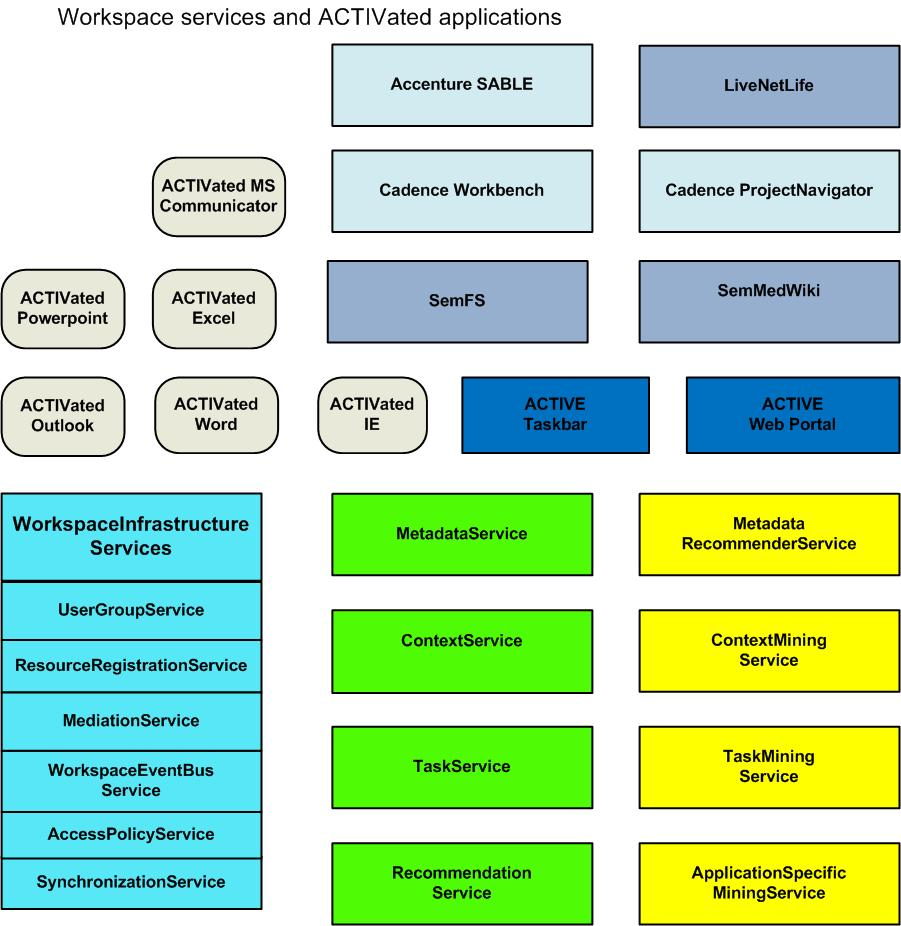 Workspace services and ACTIVated applications
Accenture SABLE
LiveNetLife
ACTIVated MS
Communicator
Cadence Workbench
Cadence ProjectNavigator
ACTIVated
Powerpoint
ACTIVated
Excel
SemFS
SemMedWiki
ACTIVated
Outlook
ACTIVated
Word
ACTIVated
IE
ACTIVE
Taskbar
ACTIVE
Web Portal
WorkspaceInfrastructure
Services
UserGroupService
ResourceRegistrationService
MediationService
WorkspaceEventBus
Service
AccessPolicyService
SynchronizationService
MetadataService
ContextService
TaskService
Recommendation
Service
Metadata
RecommenderService
ContextMining
Service
TaskMining
Service
ApplicationSpecific
MiningService